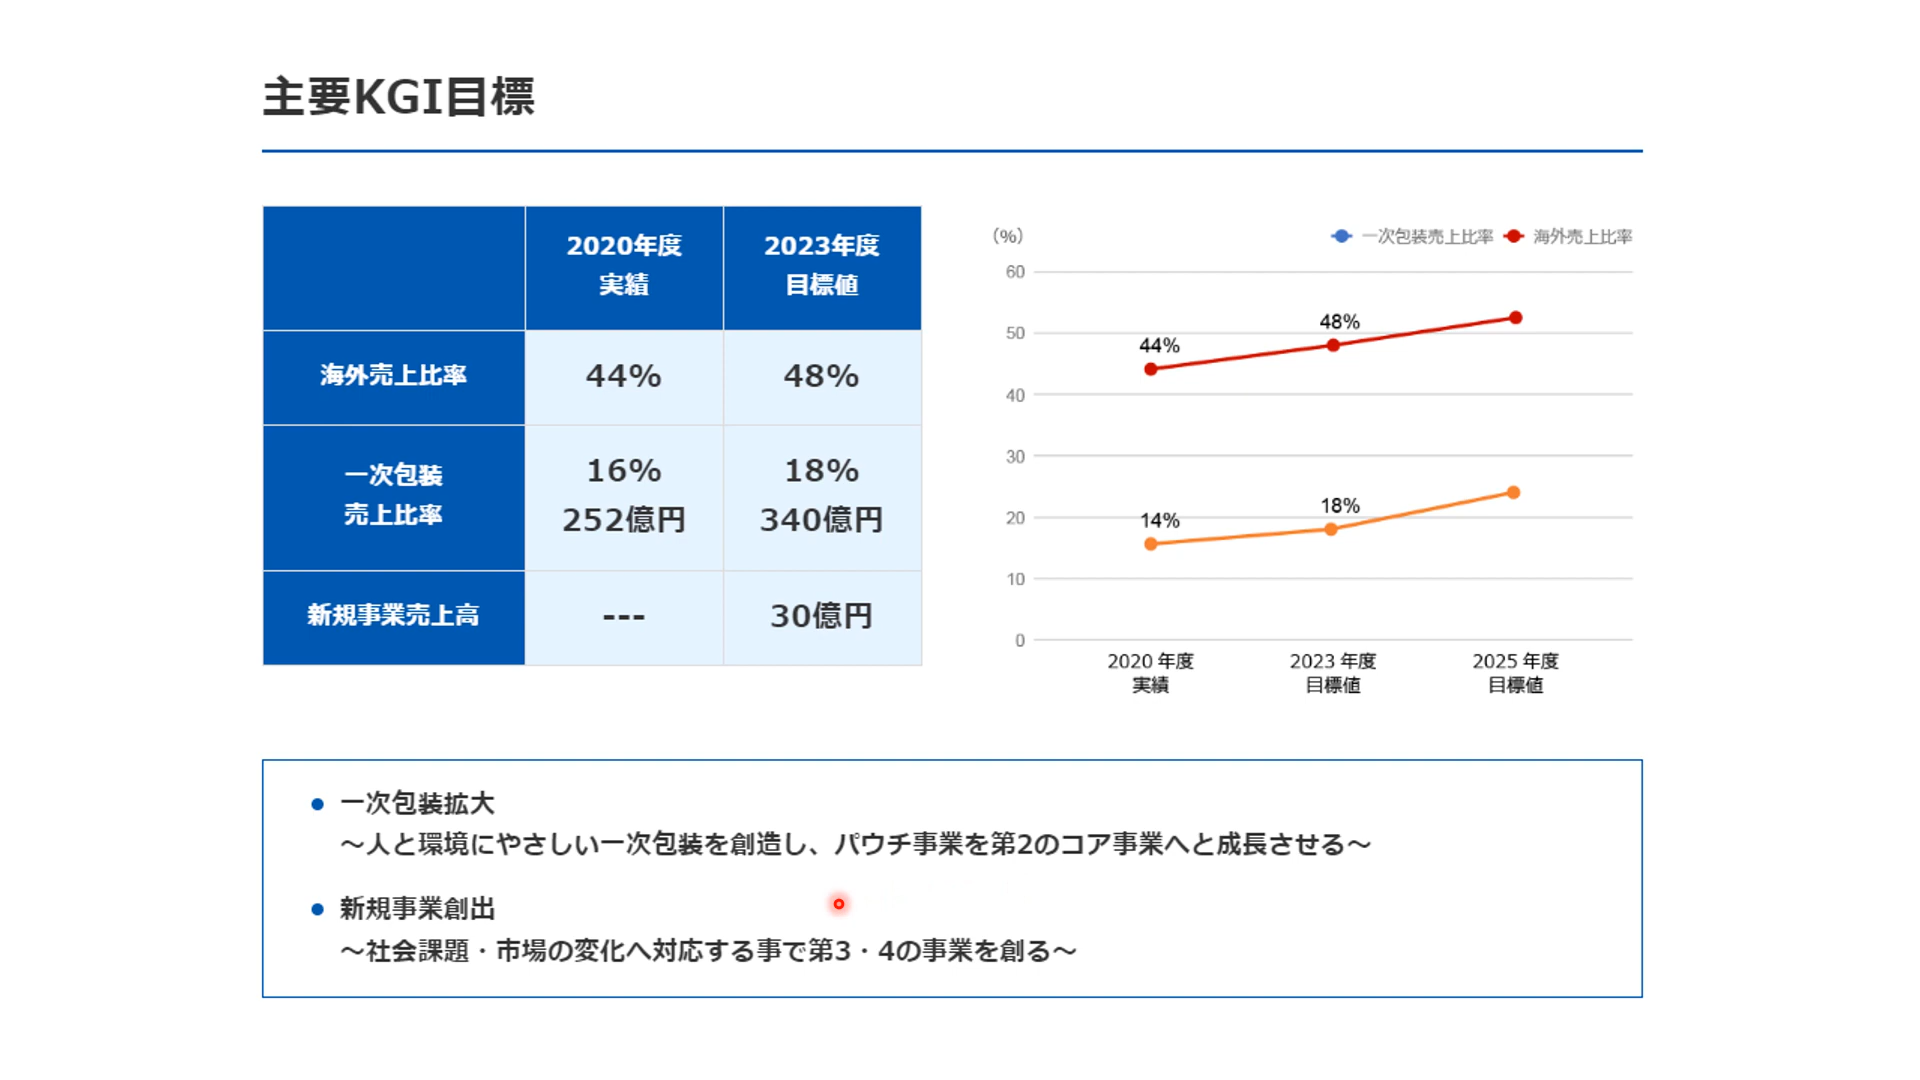 主要KGI目標
2020年度
実績
2023年度
目標値
海外売上比率
44%
48%
一次包装
売上比率
16%
252億円
18%
340億円
新規事業売上高
---
30億円
(%)
一次包装売上比率
海外売上比率
60
50
40
30
20
10
0
44%
48%
14%
18%
2020 年度
実績
2023 年度
目標値
2025 年度
目標値
● 一次包装拡大
～人と環境にやさしい一次包装を創造し、パウチ事業を第2のコア事業へと成長させる～
● 新規事業創出
～社会課題・市場の変化へ対応する事で第3・4の事業を創る～